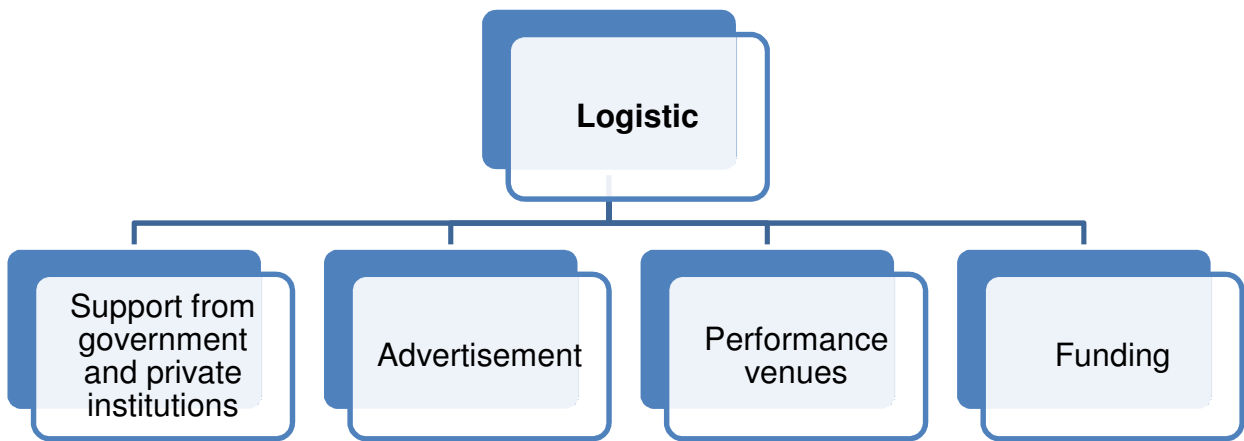 Logistic
Support from
government
and private
institutions
Advertisement
Performance
venues
Funding